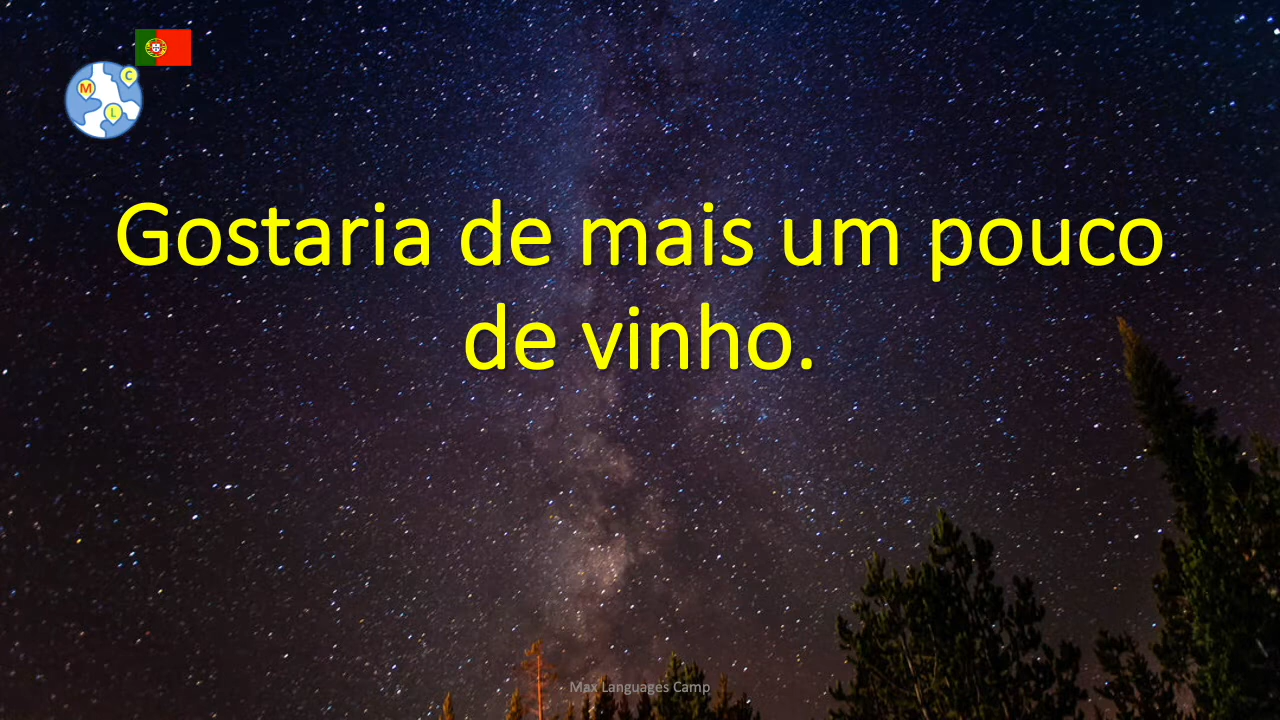 C
M
L
Gostaria de mais um pouco
de vinho.
Max Languages Camp